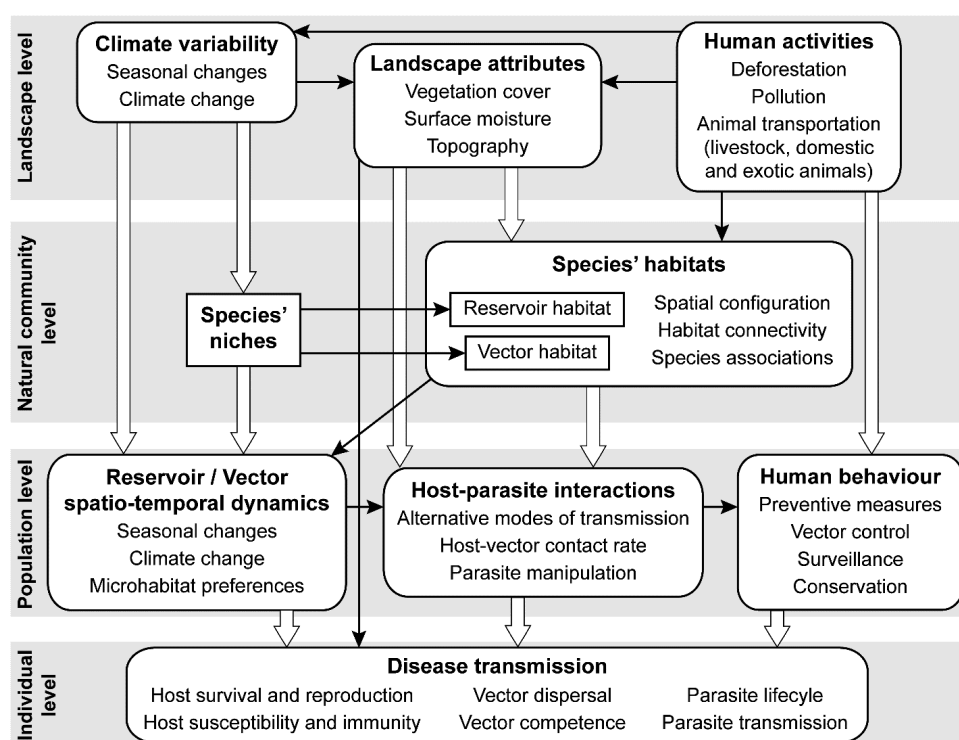 Landscape level
Climate variability
Seasonal changes
Climate change
Landscape attributes
Vegetation cover
Surface moisture
Topography
Human activities
Deforestation
Pollution
Animal transportation
(livestock, domestic
and exotic animals)
Natural community
level
Species’
niches
Species’ habitats
Reservoir habitat
Vector habitat
Spatial configuration
Habitat connectivity
Species associations
Population level
Reservoir / Vector
spatio-temporal dynamics
Seasonal changes
Climate change
Microhabitat preferences
Host-parasite interactions
Alternative modes of transmission
Host-vector contact rate
Parasite manipulation
Human behaviour
Preventive measures
Vector control
Surveillance
Conservation
Individual
level
Disease transmission
Host survival and reproduction
Host susceptibility and immunity
Vector dispersal
Vector competence
Parasite lifecyle
Parasite transmission